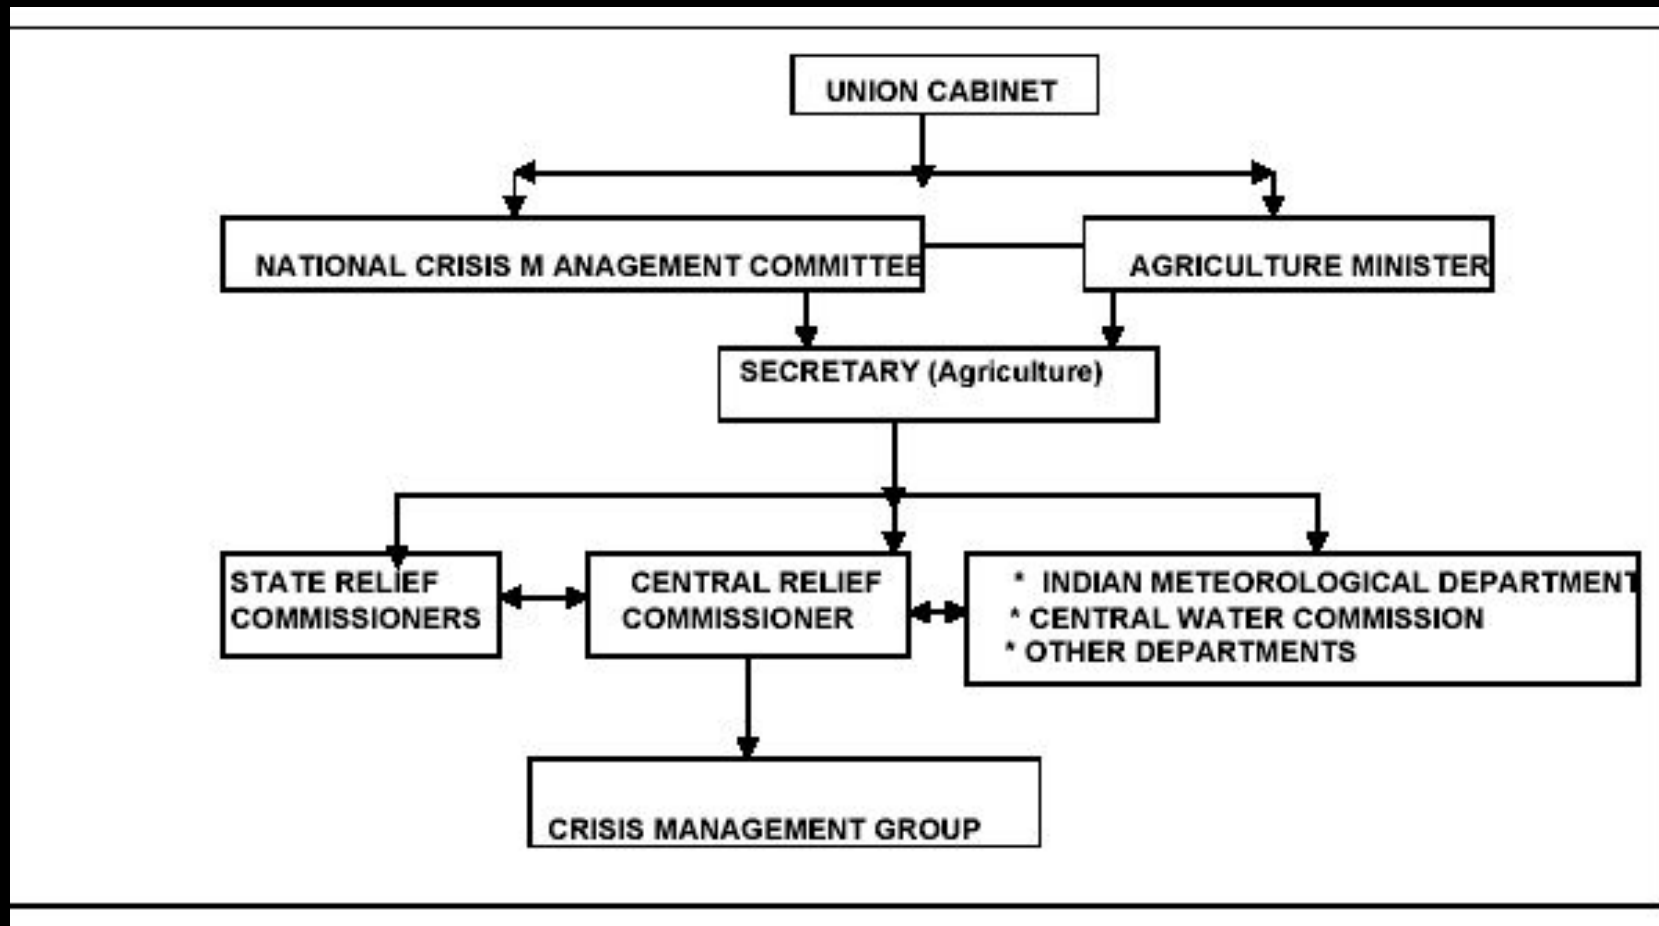 UNION CABINET
NATIONAL CRISIS M ANAGEMENT COMMITTEE
AGRICULTURE MINISTER
SECRETARY (Agriculture)
STATE RELIEF
COMMISSIONERS
CENTRAL RELIEF
COMMISSIONER
* INDIAN METEOROLOGICAL DEPARTMENT
* CENTRAL WATER COMMISSION
* OTHER DEPARTMENTS
CRISIS MANAGEMENT GROUP